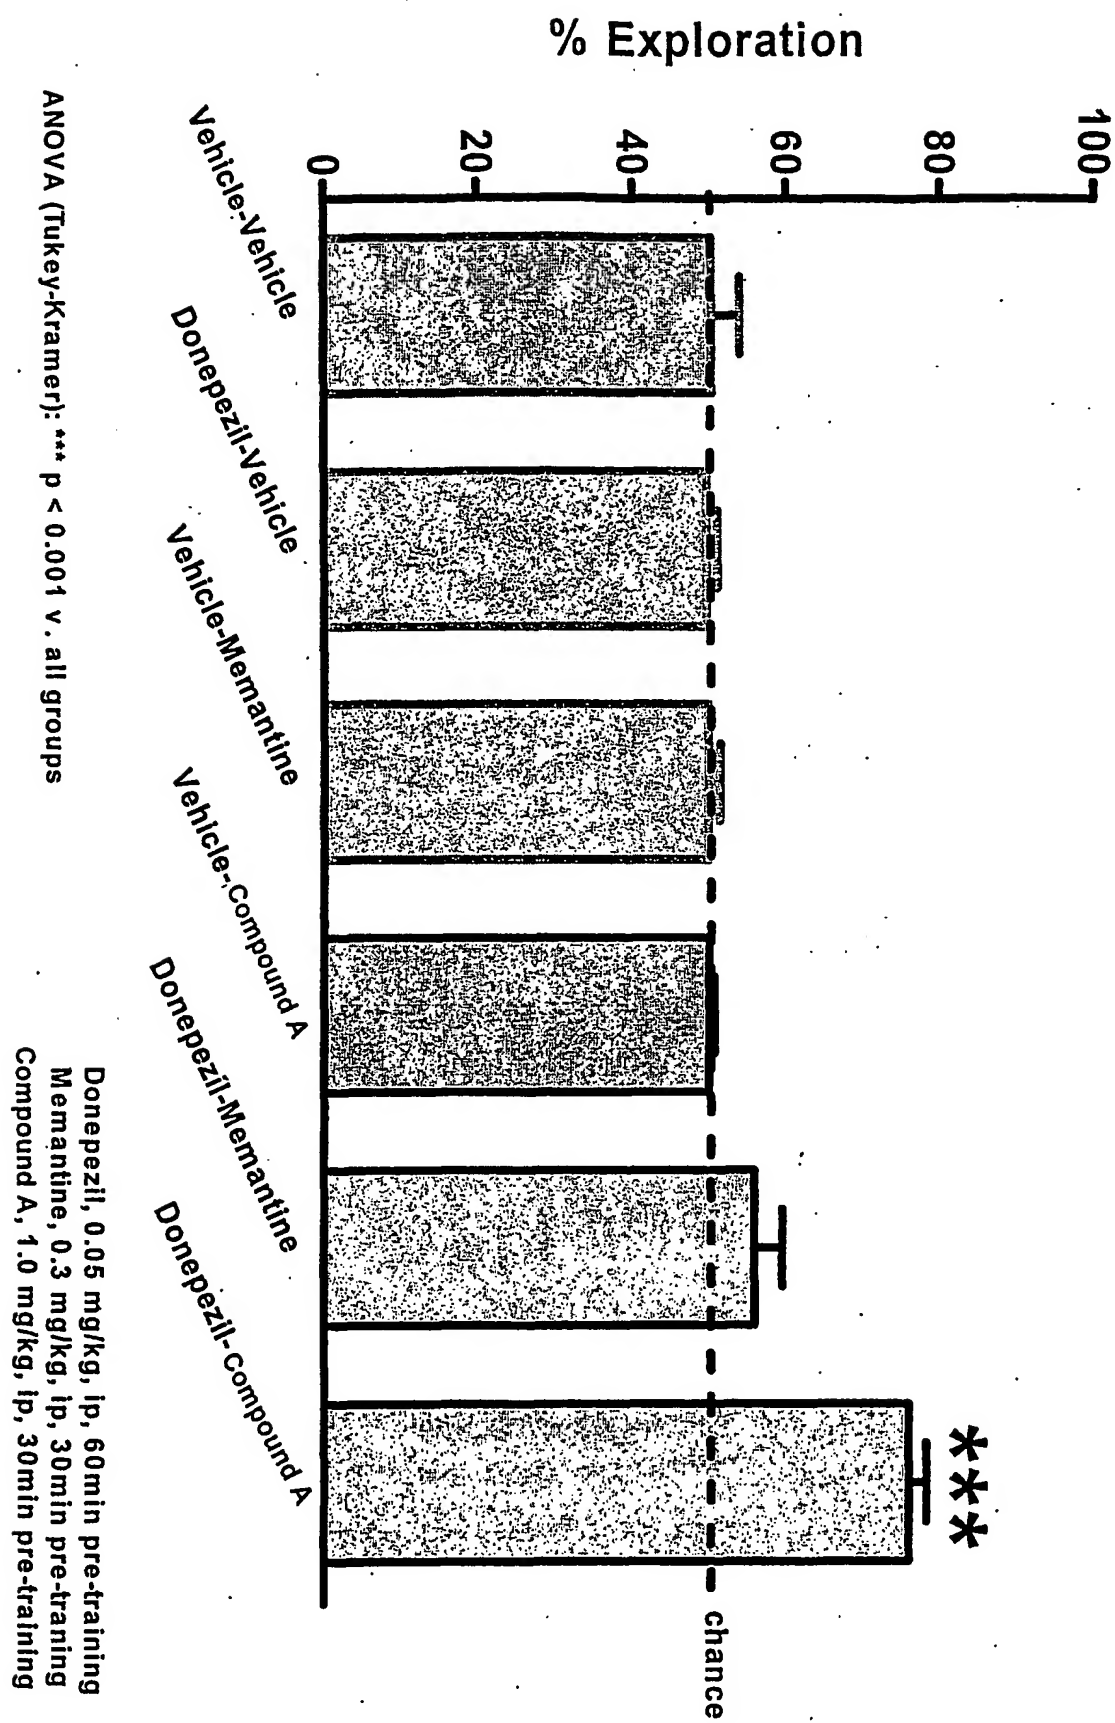 % Exploration
100
80
60
40
20
0
chance
***
Vehicle-Vehicle
Donepezil-Vehicle
Vehicle-Memantine
Vehicle-,Compound A
Donepezil-Memantine
Donepezil-Compound A
ANOVA (Tukey-Kramer): *** p < 0.001 v. all groups
Donepezil, 0.05 mg/kg, ip, 60min pre-training
Memantine, 0.3 mg/kg, ip, 30min pre-traning
Compound A, 1.0 mg/kg, ip, 30min pre-training